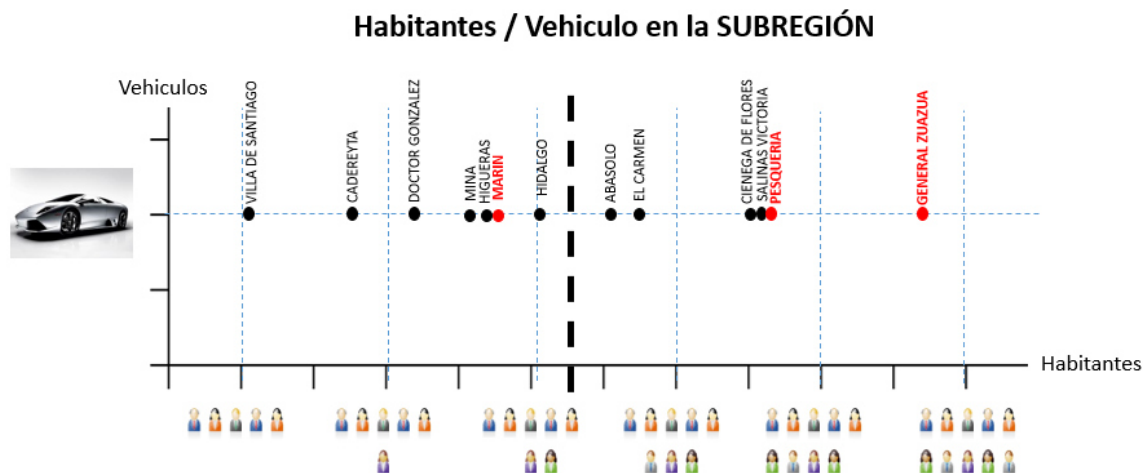 Habitantes / Vehiculo en la SUBREGIÓN
Vehiculos
VILLA DE SANTIAGO
CADEREYTA
DOCTOR GONZALEZ
MINA
HIGUERAS
MARIN
HIDALGO
ABASOLO
EL CARMEN
CIENEGA DE FLORES
SALINAS VICTORIA
PESQUERIA
GENERAL ZUAZUA
Habitantes